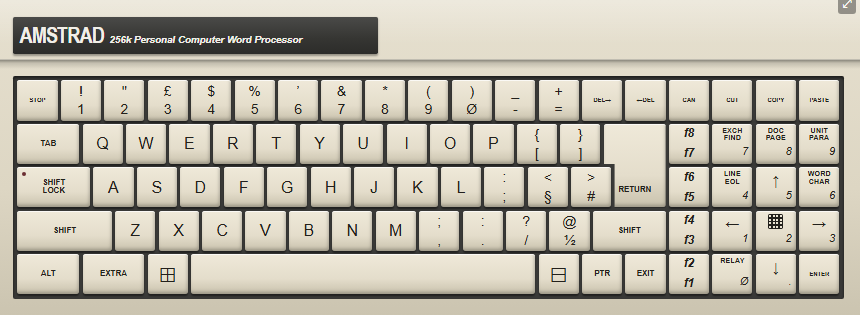 AMSTRAD 256k Personal Computer Word Processor
STOP ! " £ $ % ' & * ( ) _ + DEL→ ←DEL CAN CUT COPY PASTE
1 2 3 4 5 6 7 8 9 Ø - =
TAB Q W E R T Y U I O P { } f8 EXCH FIND DOC PAGE UNIT PARA
[ ] f7 7 8 9
SHIFT LOCK A S D F G H J K L : < > RETURN f6 LINE EOL ↑ WORD CHAR
; § # f5 4 5 6
SHIFT Z X C V B N M ; : ? @ SHIFT f4 ← →
, . / ½ f3 1 2 3
ALT EXTRA PTR EXIT f2 RELAY ↓ ENTER
f1 Ø .